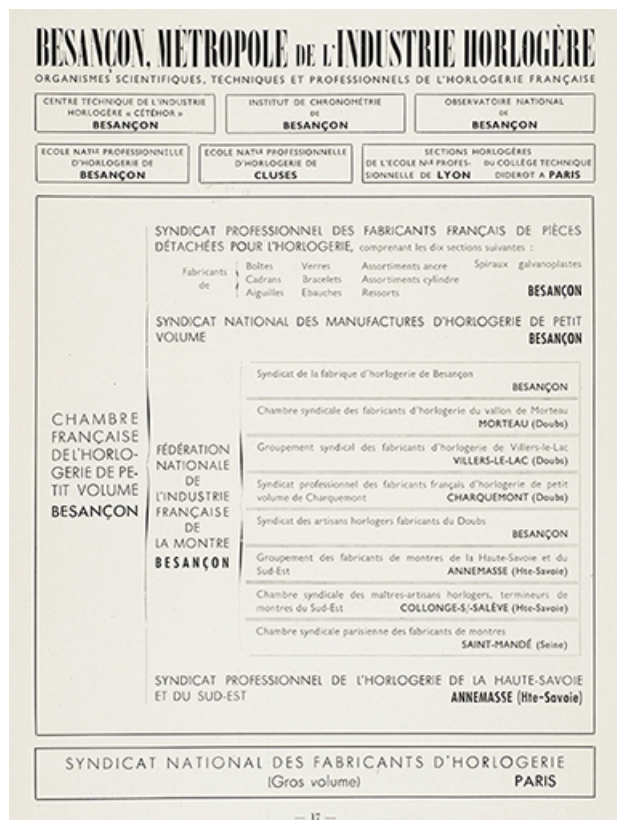 BESANÇON, MÉTROPOLE DE L'INDUSTRIE HORLOGÈRE
ORGANISMES SCIENTIFIQUES, TECHNIQUES ET PROFESSIONNELS DE L'HORLOGERIE FRANÇAISE
CENTRE TECHNIQUE DE L'INDUSTRIE
HORLOGÈRE « CÉTÉHOR »
BESANÇON
INSTITUT DE CHRONOMÉTRIE
DE
BESANÇON
OBSERVATOIRE NATIONAL
DE
BESANÇON
ECOLE NATLE PROFESSIONNELLE
D'HORLOGERIE DE
BESANÇON
ECOLE NATLE PROFESSIONNELLE
D'HORLOGERIE DE
CLUSES
SECTIONS HORLOGÈRES
DE L'ECOLE NLE PROFES- DU COLLÈGE TECHNIQUE
SIONNELLE DE LYON DIDEROT A PARIS
CHAMBRE
FRANÇAISE
DE L'HORLO-
GERIE DE PE-
TIT VOLUME
BESANÇON
SYNDICAT PROFESSIONNEL DES FABRICANTS FRANÇAIS DE PIÈCES
DÉTACHÉES POUR L'HORLOGERIE, comprenant les dix sections suivantes :
Fabricants
de
Boîtes Verres Assortiments ancre Spiraux galvanoplastes
Cadrans Bracelets Assortiments cylindre
Aiguilles Ebauches Ressorts
BESANÇON
SYNDICAT NATIONAL DES MANUFACTURES D'HORLOGERIE DE PETIT
VOLUME BESANÇON
FÉDÉRATION
NATIONALE
DE
L'INDUSTRIE
FRANÇAISE
DE
LA MONTRE
BESANÇON
Syndicat de la fabrique d'horlogerie de Besançon
BESANÇON
Chambre syndicale des fabricants d'horlogerie du vallon de Morteau
MORTEAU (Doubs)
Groupement syndical des fabricants d'horlogerie de Villers-le-Lac
VILLERS-LE-LAC (Doubs)
Syndicat professionnel des fabricants français d'horlogerie de petit
volume de Charquemont CHARQUEMONT (Doubs)
Syndicat des artisans horlogers fabricants du Doubs
BESANÇON
Groupement des fabricants de montres de la Haute-Savoie et du
Sud-Est ANNEMASSE (Hte-Savoie)
Chambre syndicale des maîtres-artisans horlogers, termineurs de
montres du Sud-Est COLLONGE-S/-SALÈVE (Hte-Savoie)
Chambre syndicale parisienne des fabricants de montres
SAINT-MANDÉ (Seine)
SYNDICAT PROFESSIONNEL DE L'HORLOGERIE DE LA HAUTE-SAVOIE
ET DU SUD-EST ANNEMASSE (Hte-Savoie)
SYNDICAT NATIONAL DES FABRICANTS D'HORLOGERIE
(Gros volume) PARIS
— 17 —